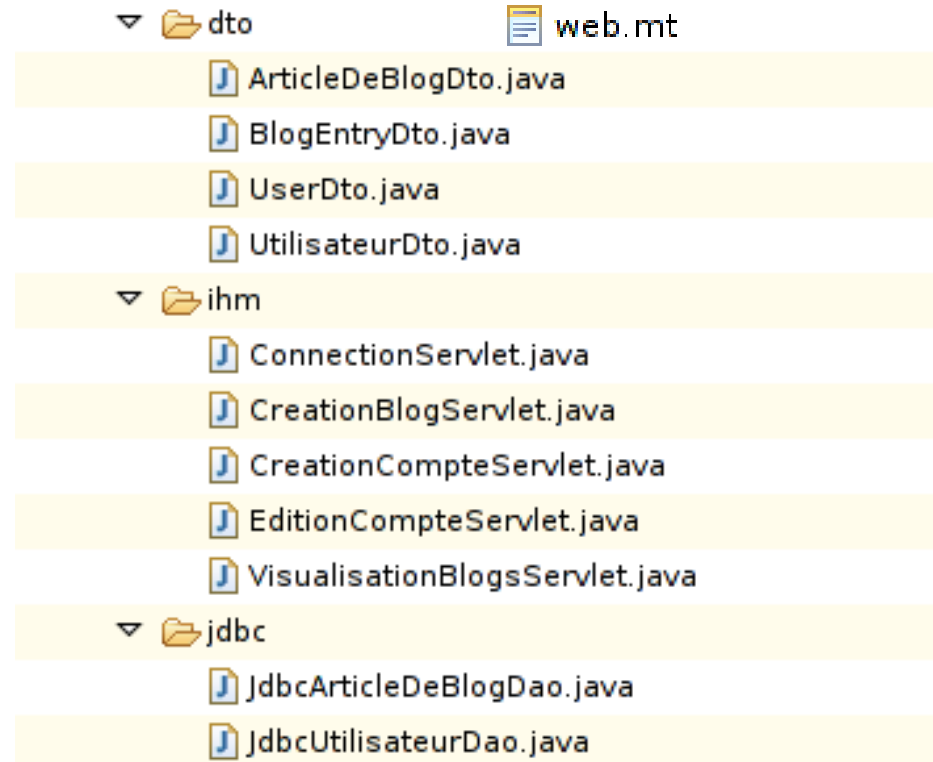 dto web.mt
ArticleDeBlogDto.java
BlogEntryDto.java
UserDto.java
UtilisateurDto.java
ihm
ConnectionServlet.java
CreationBlogServlet.java
CreationCompteServlet.java
EditionCompteServlet.java
VisualisationBlogsServlet.java
jdbc
JdbcArticleDeBlogDao.java
JdbcUtilisateurDao.java